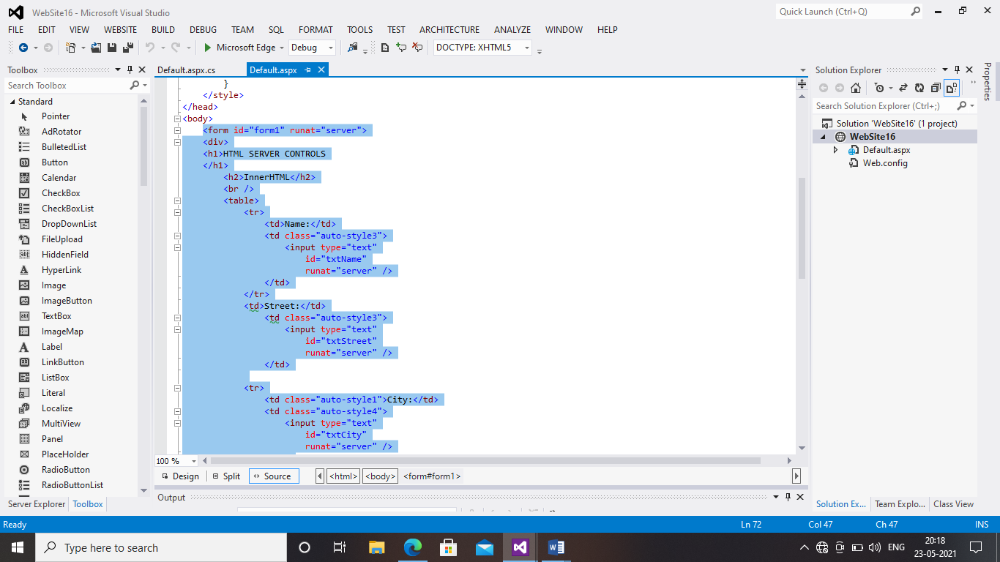 WebSite16 - Microsoft Visual Studio
Quick Launch (Ctrl+Q)
FILE EDIT VIEW WEBSITE BUILD DEBUG TEAM SQL FORMAT TOOLS TEST ARCHITECTURE ANALYZE WINDOW HELP
Microsoft Edge Debug DOCTYPE: XHTML5
Toolbox
Search Toolbox
Standard
Pointer
AdRotator
BulletedList
Button
Calendar
CheckBox
CheckBoxList
DropDownList
FileUpload
HiddenField
HyperLink
Image
ImageButton
TextBox
ImageMap
Label
LinkButton
ListBox
Literal
Localize
MultiView
Panel
PlaceHolder
RadioButton
RadioButtonList
Server Explorer Toolbox
Default.aspx.cs Default.aspx
}
</style>
</head>
<body>
<form id="form1" runat="server">
<div>
<h1>HTML SERVER CONTROLS
</h1>
<h2>InnerHTML</h2>
<br />
<table>
<tr>
<td>Name:</td>
<td class="auto-style3">
<input type="text"
id="txtName"
runat="server" />
</td>
</tr>
<td>Street:</td>
<td class="auto-style3">
<input type="text"
id="txtStreet"
runat="server" />
</td>
<tr>
<td class="auto-style1">City:</td>
<td class="auto-style4">
<input type="text"
id="txtCity"
runat="server" />
100 %
Design Split Source <html> <body> <form#form1>
Output
Solution Explorer
Search Solution Explorer (Ctrl+;)
Solution 'WebSite16' (1 project)
WebSite16
Default.aspx
Web.config
Solution Ex... Team Explo... Class View
Properties
Ready Ln 72 Col 47 Ch 47 INS
Type here to search
ENG
20:18
23-05-2021